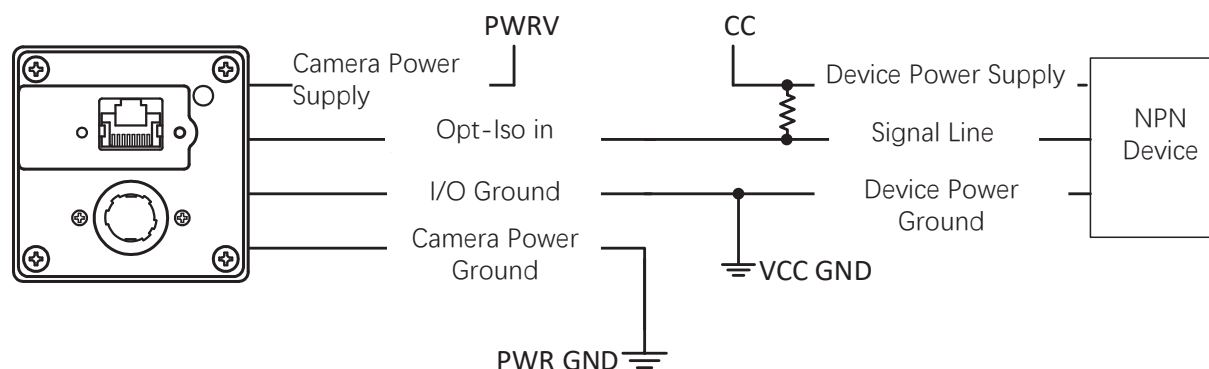 PWRV
CC
Camera Power
Supply
Device Power Supply
Opt-Iso in
Signal Line
NPN
Device
I/O Ground
Device Power
Ground
Camera Power
Ground
VCC GND
PWR GND